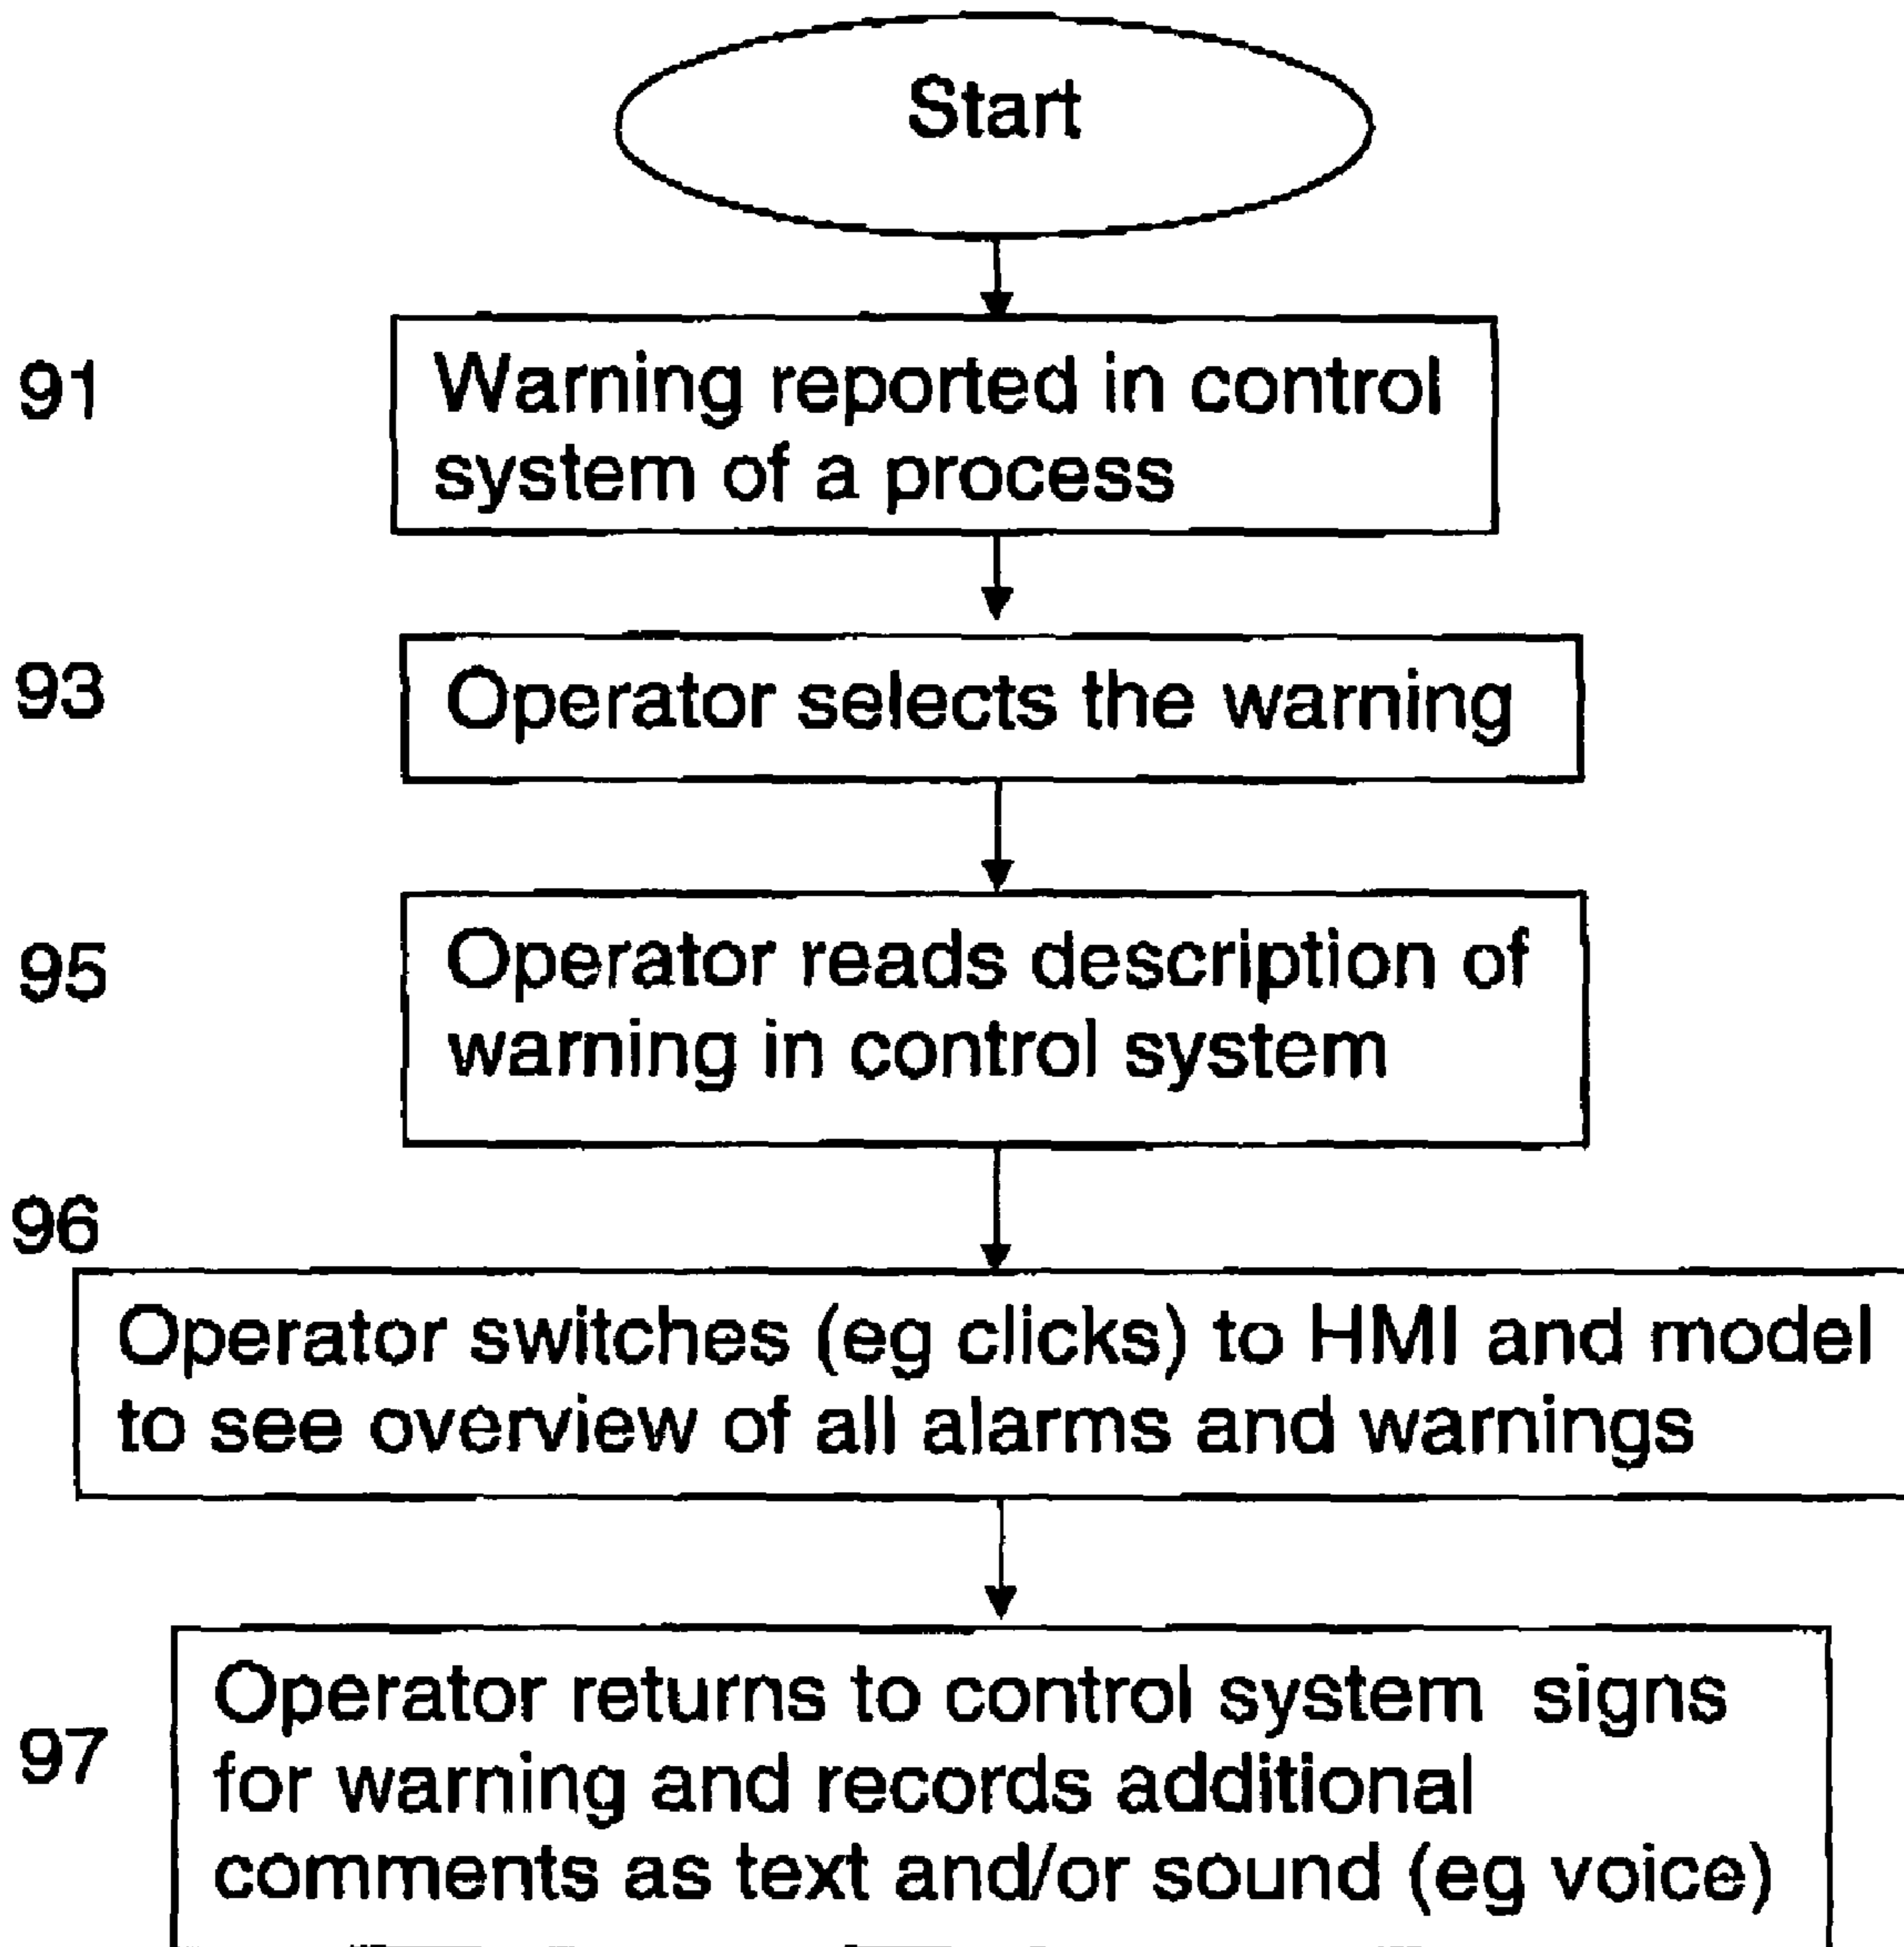 Start
91
Warning reported in control
system of a process
93
Operator selects the warning
95
Operator reads description of
warning in control system
96
Operator switches (eg clicks) to HMI and model
to see overview of all alarms and warnings
97
Operator returns to control system signs
for warning and records additional
comments as text and/or sound (eg voice)